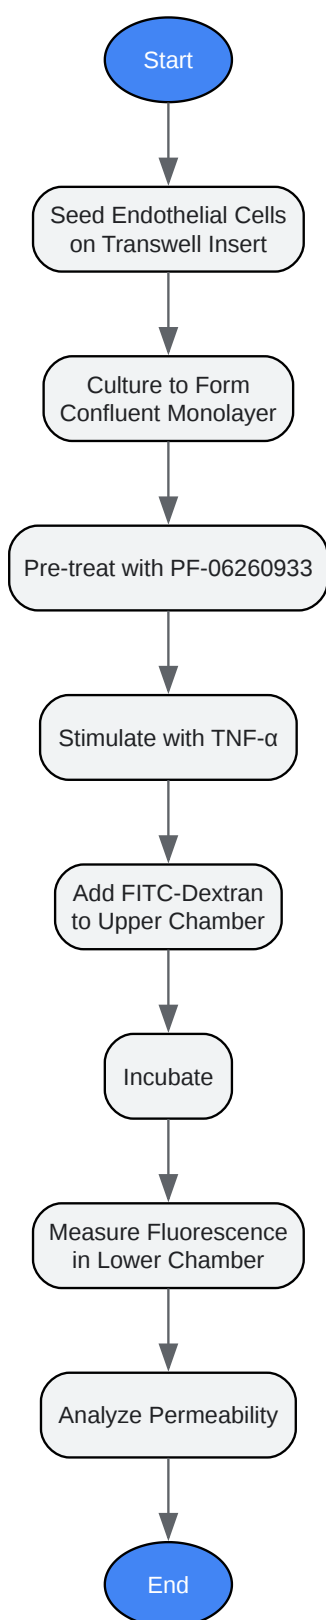 Start
Seed Endothelial Cells
on Transwell Insert
Culture to Form
Confluent Monolayer
Pre-treat with PF-06260933
Stimulate with TNF-α
Add FITC-Dextran
to Upper Chamber
Incubate
Measure Fluorescence
in Lower Chamber
Analyze Permeability
End